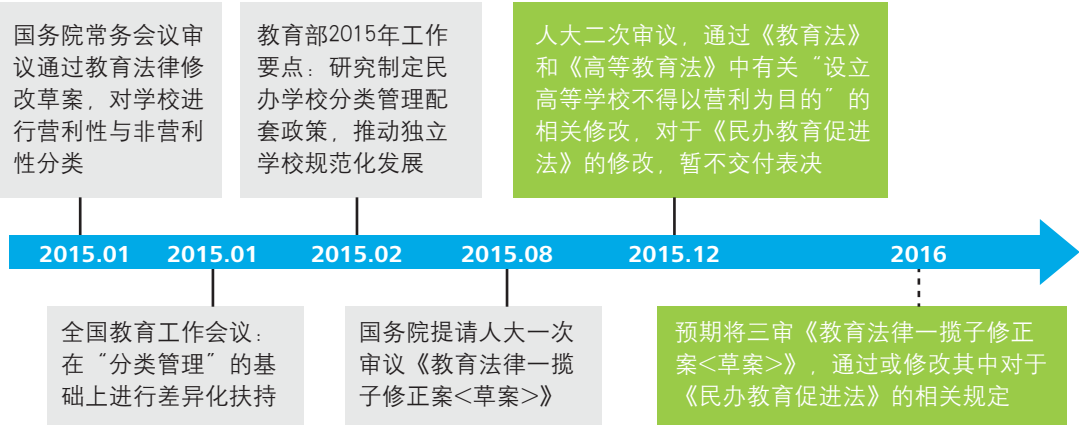 国务院常务会议审
议通过教育法律修
改草案，对学校进
行营利性与非营利
性分类
教育部2015年工作
要点：研究制定民
办学校分类管理配
套政策，推动独立
学校规范化发展
人大二次审议，通过《教育法》
和《高等教育法》中有关“设立
高等学校不得以营利为目的”的
相关修改，对于《民办教育促进
法》的修改，暂不交付表决
2015.01
2015.01
2015.02
2015.08
2015.12
2016
全国教育工作会议：
在“分类管理”的基
础上进行差异化扶持
国务院提请人大一次
审议《教育法律一揽
子修正案<草案>》
预期将三审《教育法律一揽子修正
案<草案>》，通过或修改其中对于
《民办教育促进法》的相关规定